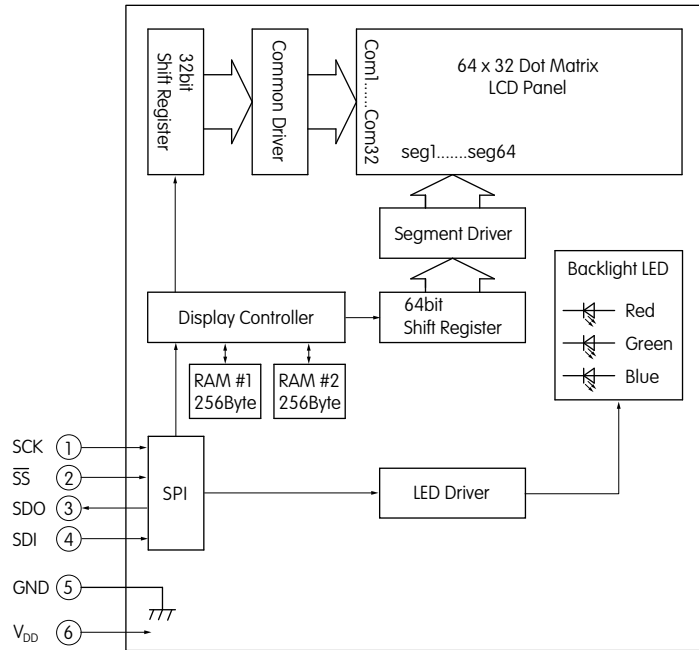 32bit
Shift Register
Common Driver
Com1......Com32
64 x 32 Dot Matrix
LCD Panel
seg1.......seg64
Segment Driver
Backlight LED
Red
Green
Blue
Display Controller
64bit
Shift Register
RAM #1
256Byte
RAM #2
256Byte
SCK 1
SS 2
SDO 3
SDI 4
SPI
LED Driver
GND 5
VDD 6